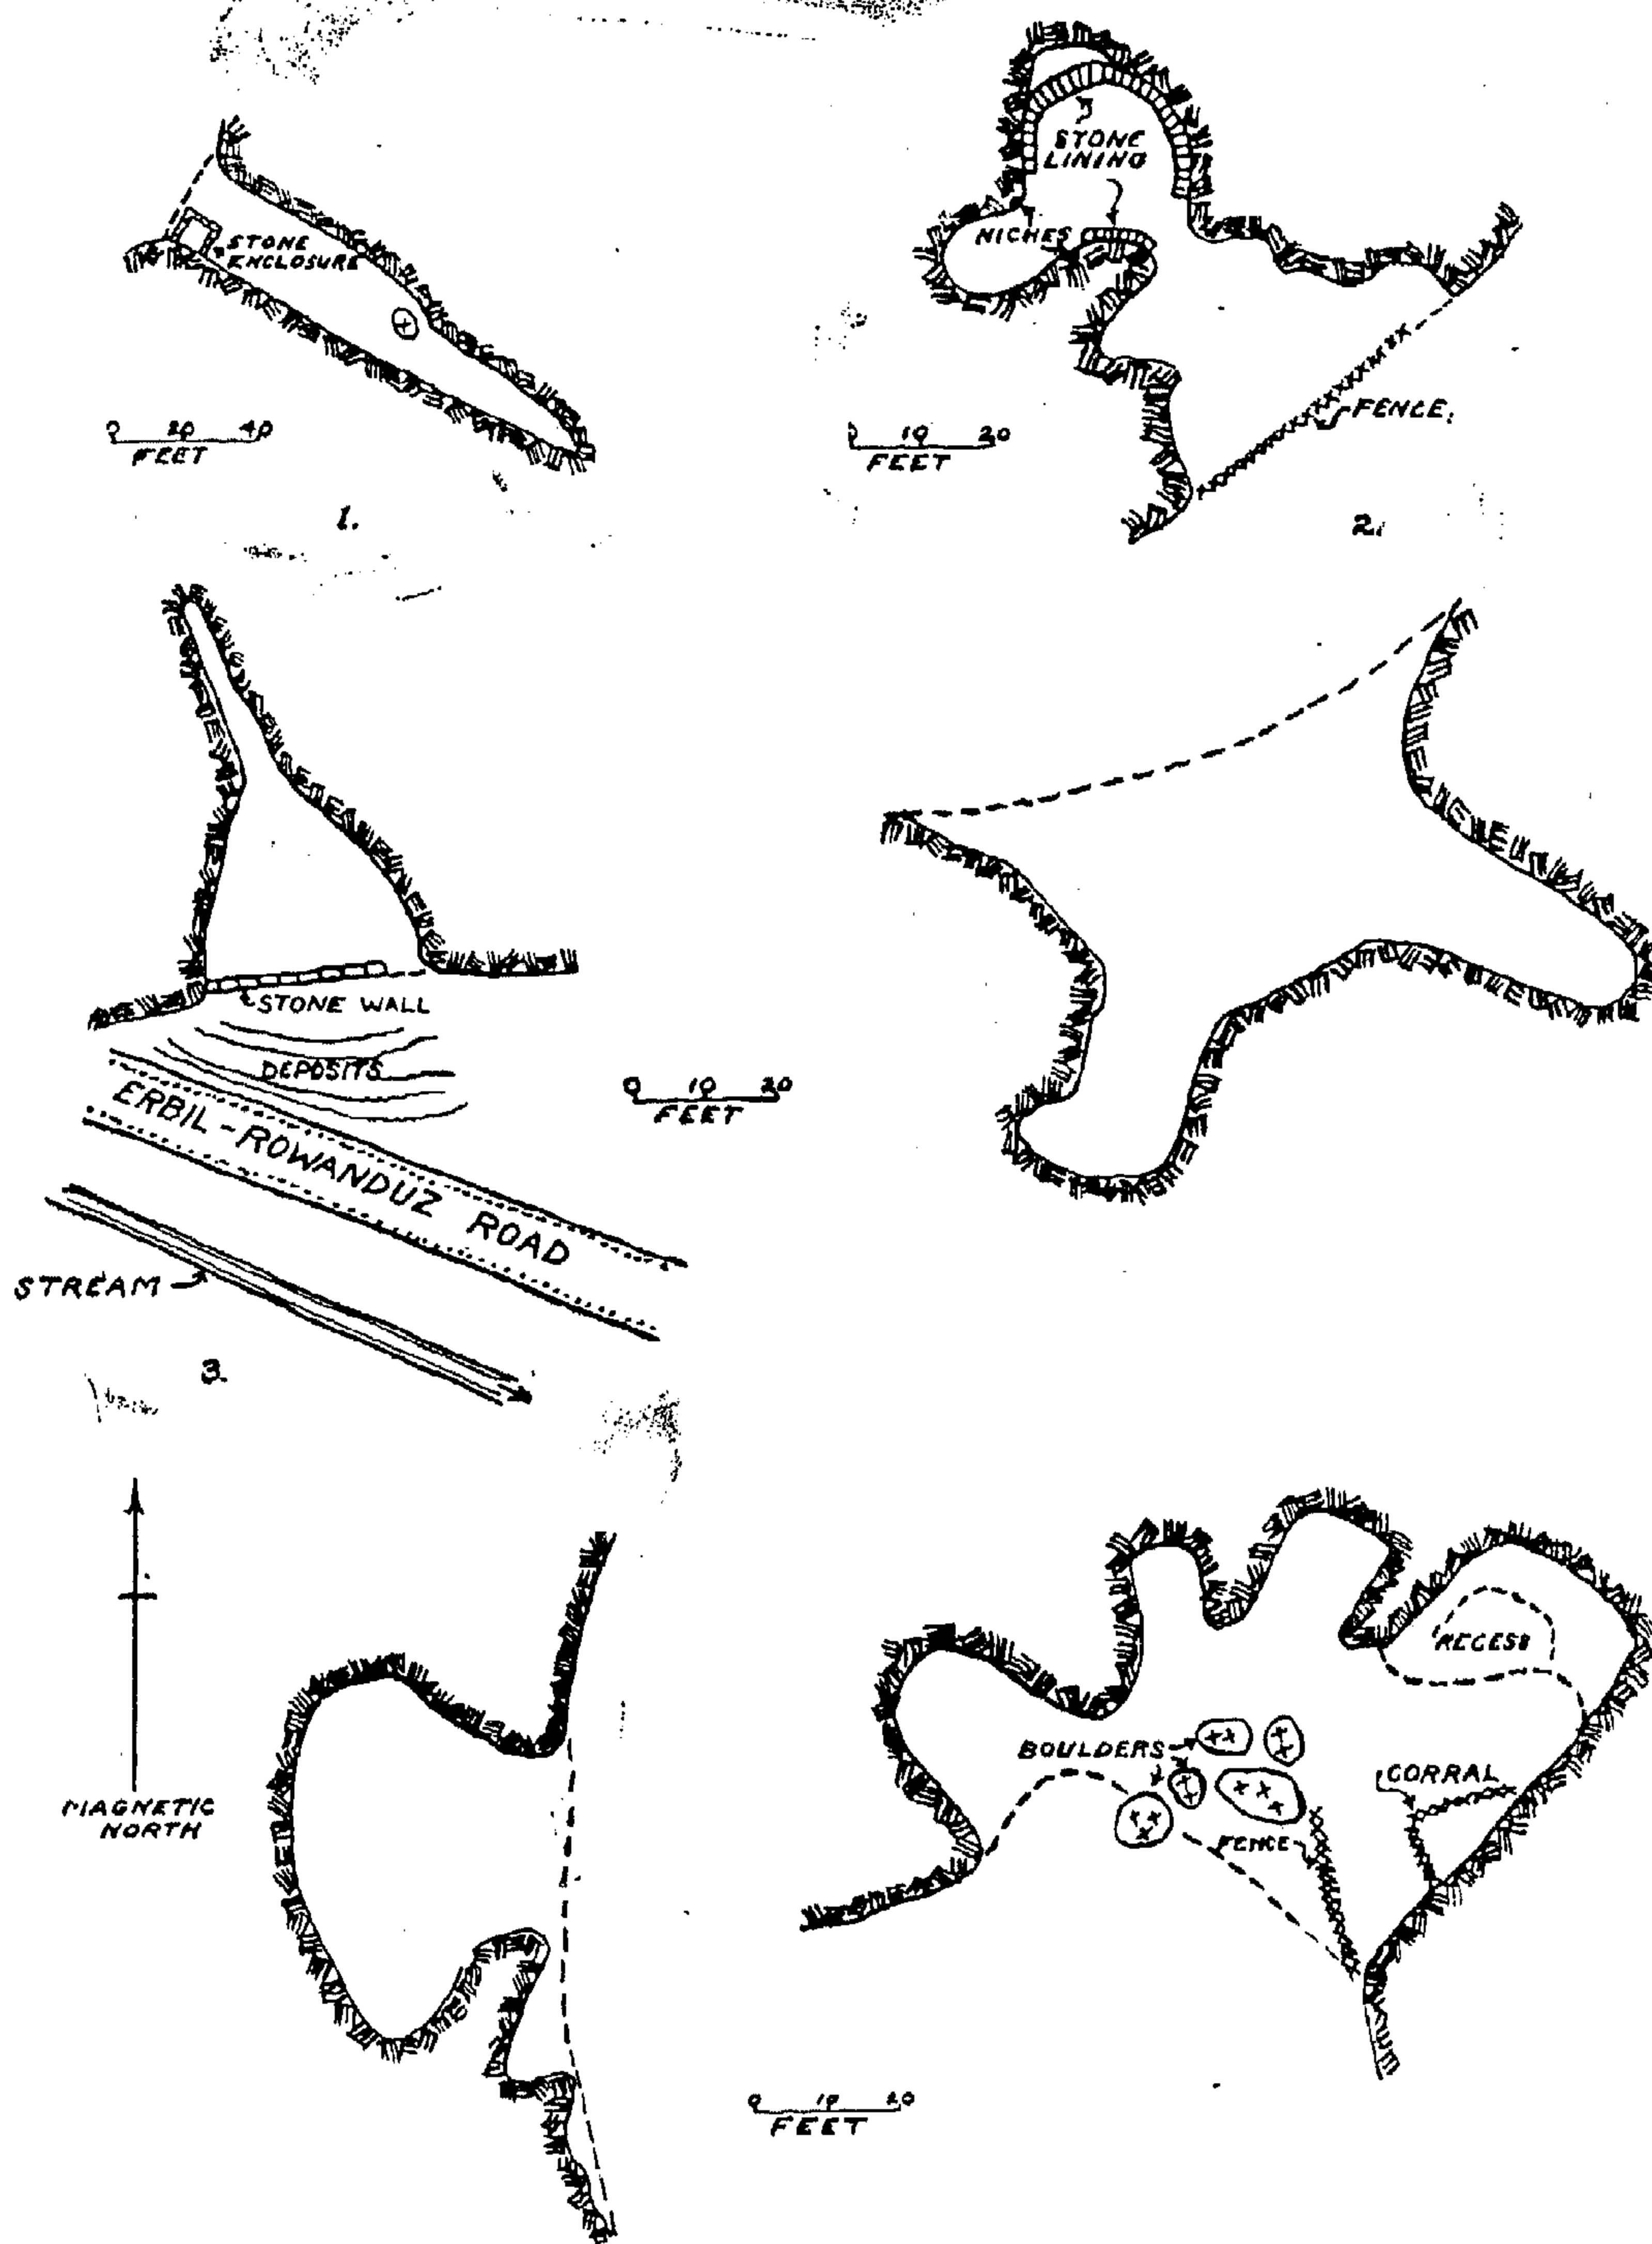 STONE
ENCLOSURE
0 20 40
FEET
1.
STONE
LINING
NICHES
FENCE
0 10 20
FEET
2.
STONE WALL
DEPOSITS
ERBIL-ROWANDUZ ROAD
STREAM
3.
0 10 20
FEET
MAGNETIC
NORTH
RECESS
BOULDERS
CORRAL
FENCE
0 10 20
FEET